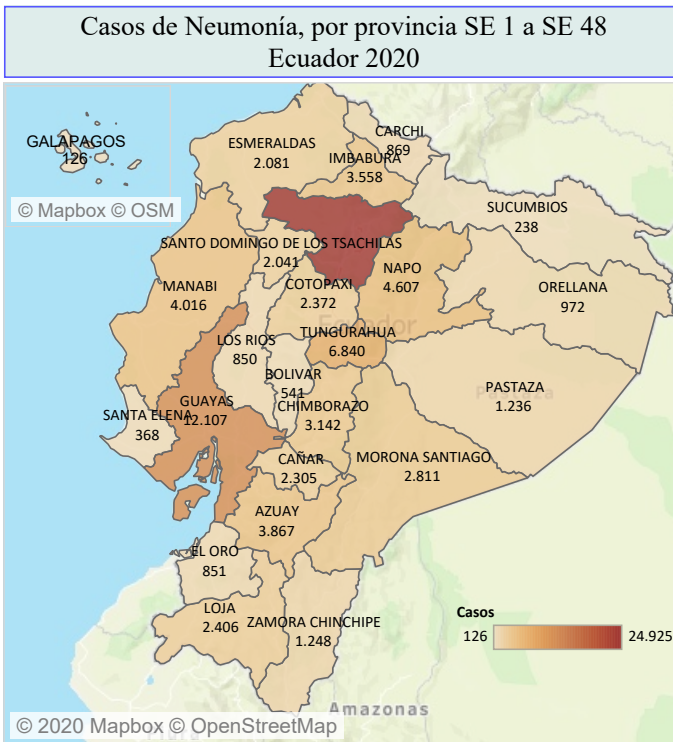 Casos de Neumonía, por provincia SE 1 a SE 48
Ecuador 2020
GALAPAGOS
126
© Mapbox © OSM
ESMERALDAS
2.081
CARCHI
869
IMBABURA
3.558
SUCUMBIOS
238
SANTO DOMINGO DE LOS TSACHILAS
2.041
NAPO
4.607
ORELLANA
972
MANABI
4.016
COTOPAXI
2.372
Ecuador
TUNGURAHUA
6.840
LOS RIOS
850
BOLIVAR
541
PASTAZA
1.236
Pastaza
GUAYAS
12.107
SANTA ELENA
368
CHIMBORAZO
3.142
CAÑAR
2.305
MORONA SANTIAGO
2.811
AZUAY
3.867
EL ORO
851
LOJA
2.406
ZAMORA CHINCHIPE
1.248
Casos
126 24.925
Amazonas
© 2020 Mapbox © OpenStreetMap